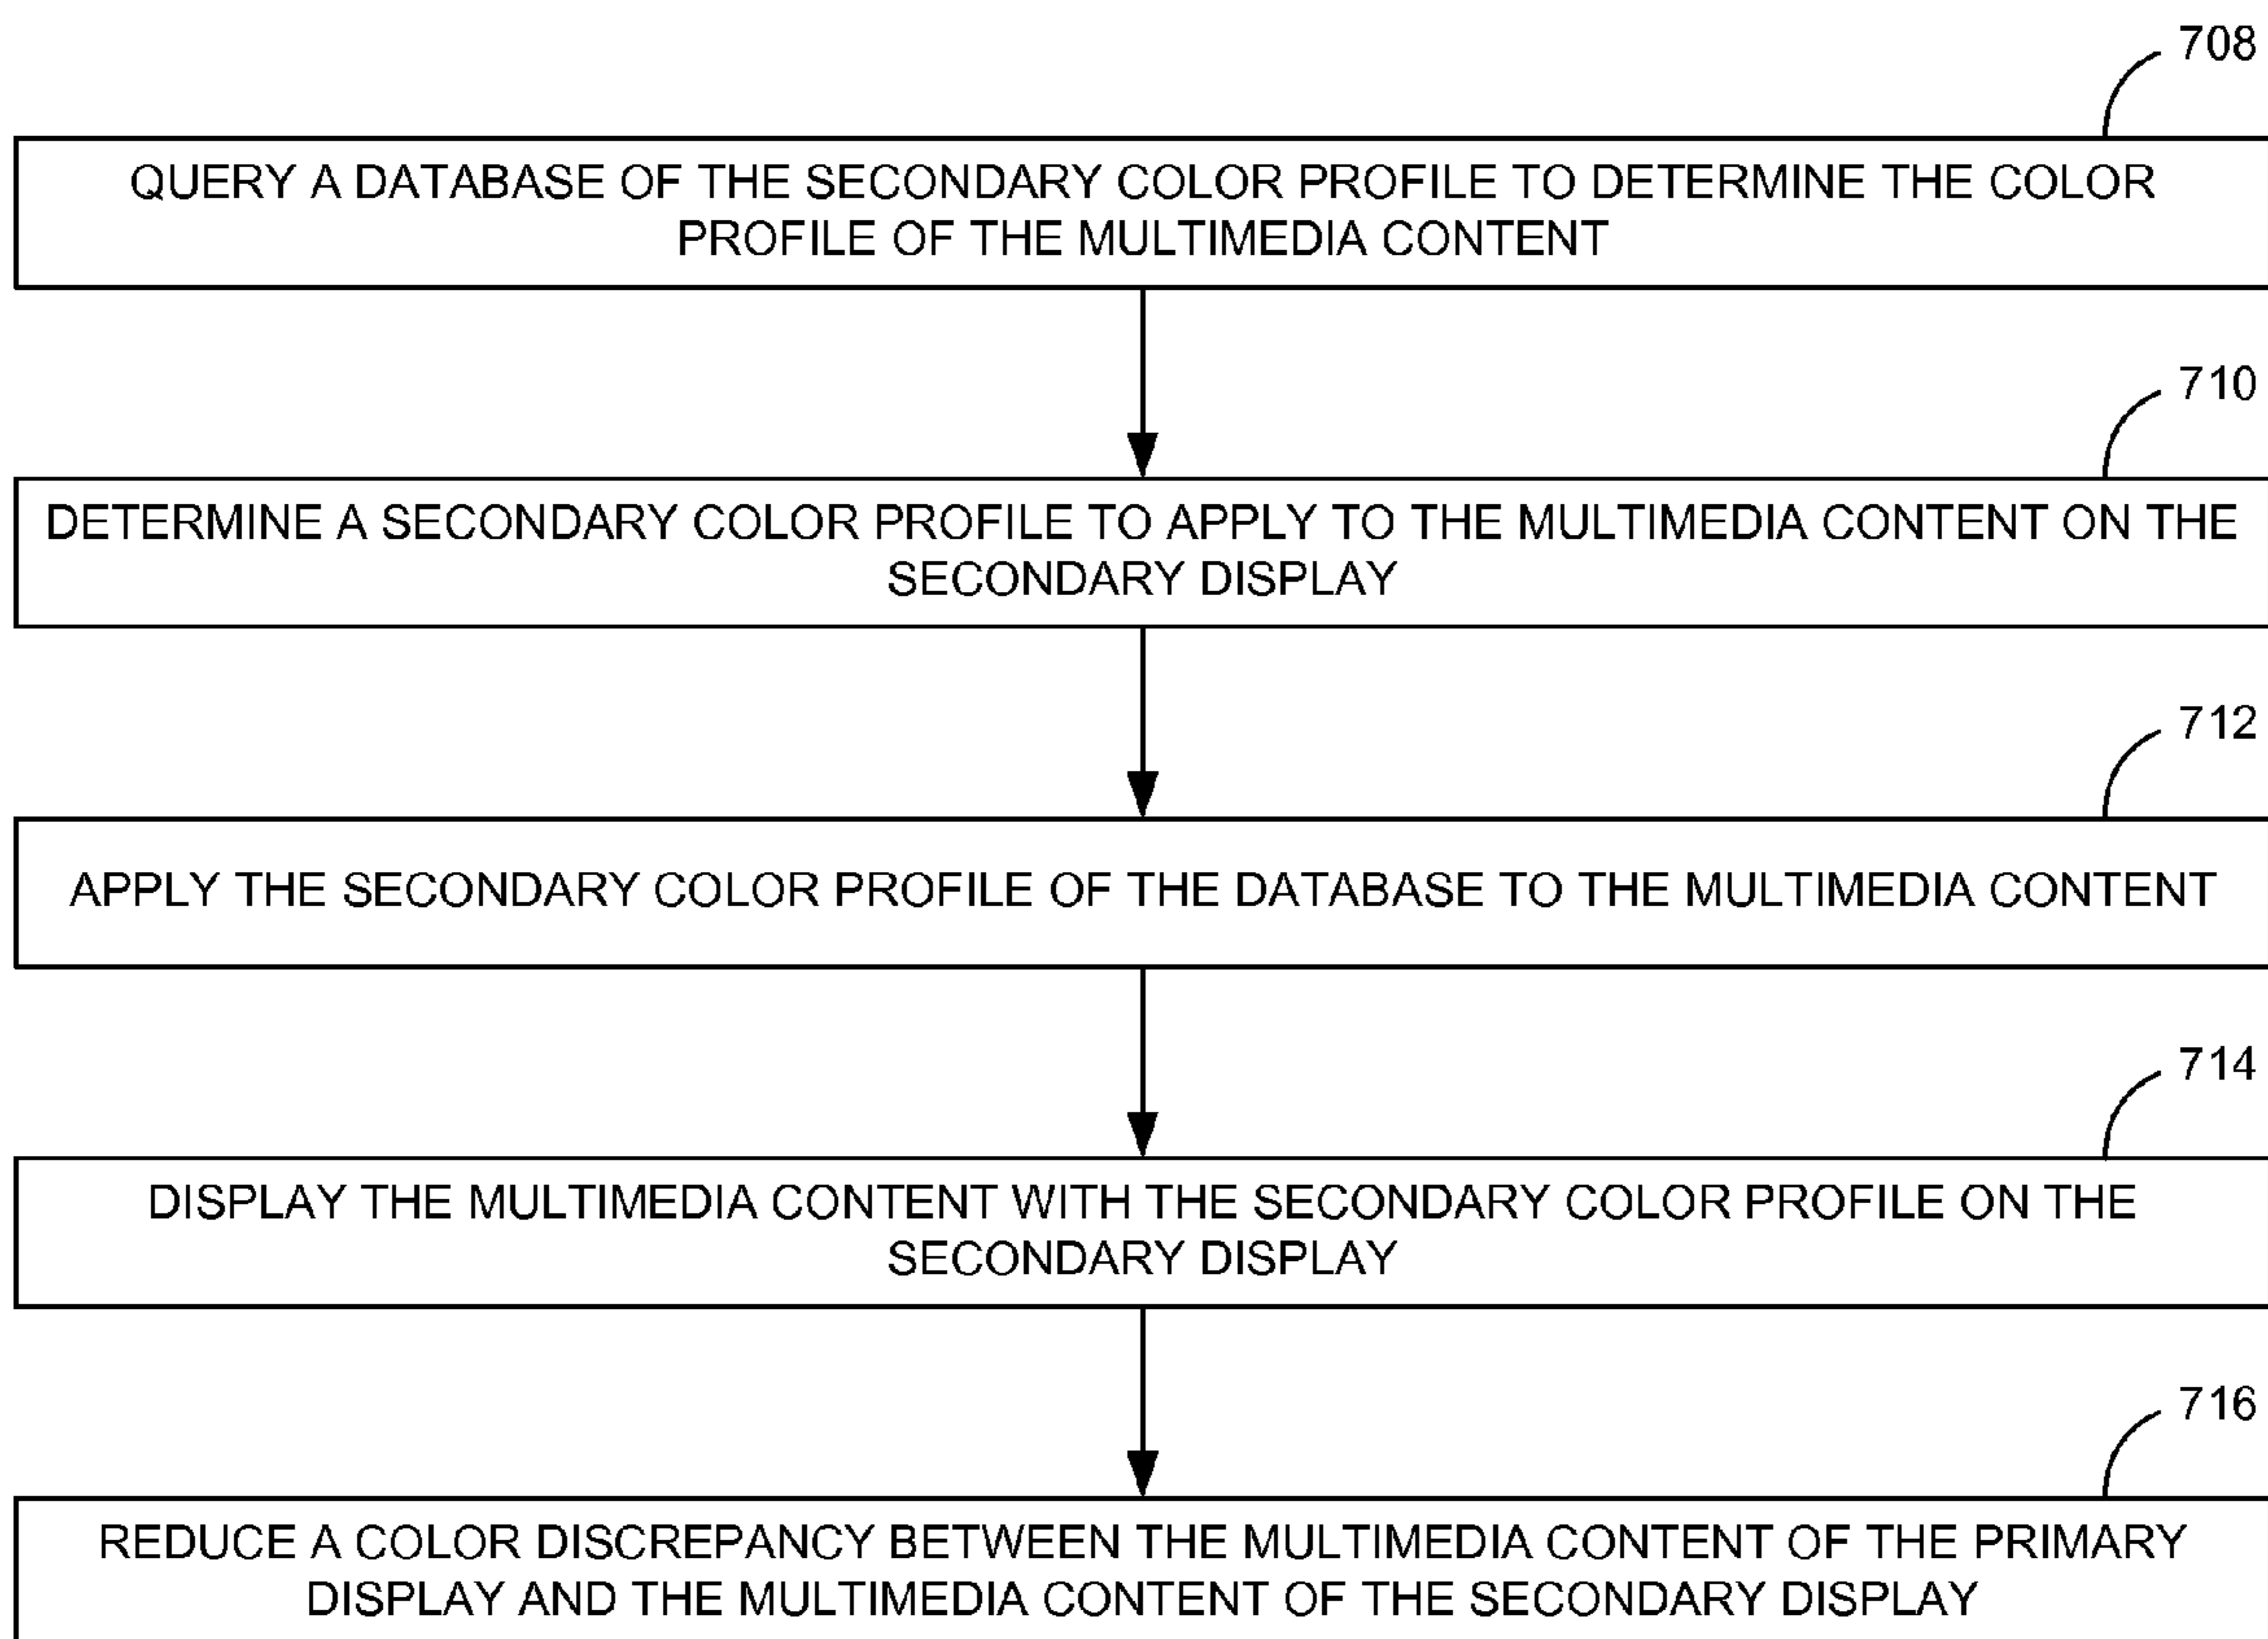 708
QUERY A DATABASE OF THE SECONDARY COLOR PROFILE TO DETERMINE THE COLOR
PROFILE OF THE MULTIMEDIA CONTENT
710
DETERMINE A SECONDARY COLOR PROFILE TO APPLY TO THE MULTIMEDIA CONTENT ON THE
SECONDARY DISPLAY
712
APPLY THE SECONDARY COLOR PROFILE OF THE DATABASE TO THE MULTIMEDIA CONTENT
714
DISPLAY THE MULTIMEDIA CONTENT WITH THE SECONDARY COLOR PROFILE ON THE
SECONDARY DISPLAY
716
REDUCE A COLOR DISCREPANCY BETWEEN THE MULTIMEDIA CONTENT OF THE PRIMARY
DISPLAY AND THE MULTIMEDIA CONTENT OF THE SECONDARY DISPLAY